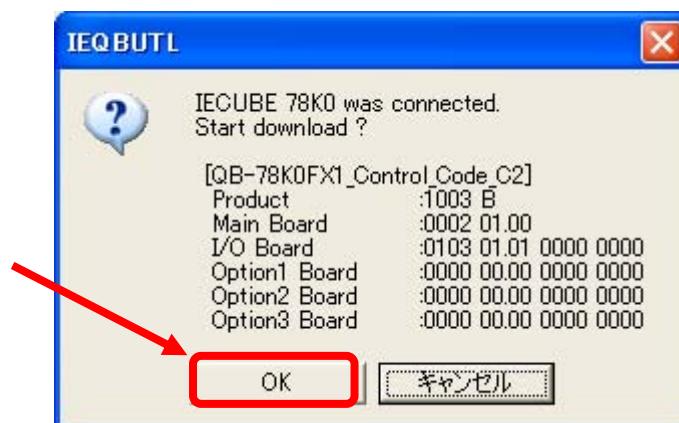 IEQBUTL
IECUBE 78K0 was connected.
Start download ?
[QB-78K0FX1_Control_Code_C2]
Product :1003 B
Main Board :0002 01.00
I/O Board :0103 01.01 0000 0000
Option1 Board :0000 00.00 0000 0000
Option2 Board :0000 00.00 0000 0000
Option3 Board :0000 00.00 0000 0000
OK キャンセル